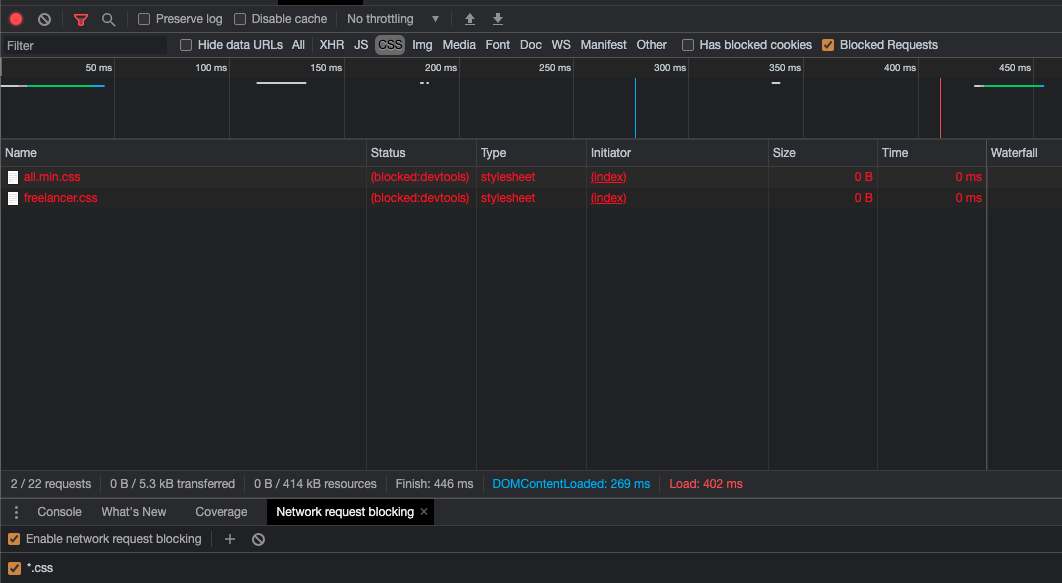 Preserve log Disable cache No throttling ▼
Filter Hide data URLs All XHR JS CSS Img Media Font Doc WS Manifest Other Has blocked cookies Blocked Requests
50 ms 100 ms 150 ms 200 ms 250 ms 300 ms 350 ms 400 ms 450 ms
Name Status Type Initiator Size Time Waterfall
all.min.css (blocked:devtools) stylesheet (index) 0 B 0 ms
freelancer.css (blocked:devtools) stylesheet (index) 0 B 0 ms
2 / 22 requests 0 B / 5.3 kB transferred 0 B / 414 kB resources Finish: 446 ms DOMContentLoaded: 269 ms Load: 402 ms
Console What's New Coverage Network request blocking ×
Enable network request blocking +
*.css